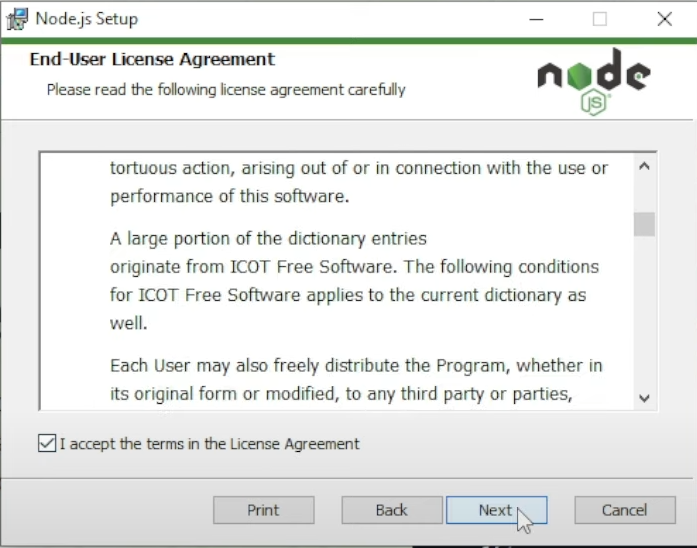 Node.js Setup
End-User License Agreement
Please read the following license agreement carefully
node
JS
tortuous action, arising out of or in connection with the use or
performance of this software.
A large portion of the dictionary entries
originate from ICOT Free Software. The following conditions
for ICOT Free Software applies to the current dictionary as
well.
Each User may also freely distribute the Program, whether in
its original form or modified, to any third party or parties,
I accept the terms in the License Agreement
Print Back Next Cancel